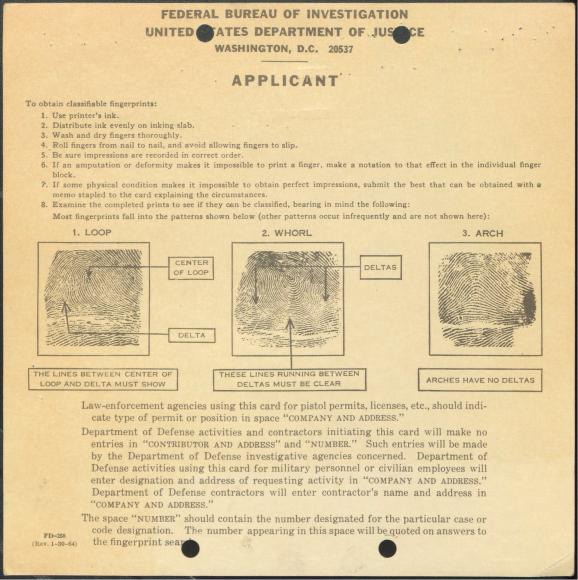 FEDERAL BUREAU OF INVESTIGATION
UNITED STATES DEPARTMENT OF JUSTICE
WASHINGTON, D.C. 20537
APPLICANT
To obtain classifiable fingerprints:
1. Use printer's ink.
2. Distribute ink evenly on inking slab.
3. Wash and dry fingers thoroughly.
4. Roll fingers from nail to nail, and avoid allowing fingers to slip.
5. Be sure impressions are recorded in correct order.
6. If an amputation or deformity makes it impossible to print a finger, make a notation to that effect in the individual finger
block.
7. If some physical condition makes it impossible to obtain perfect impressions, submit the best that can be obtained with a
memo stapled to the card explaining the circumstances.
8. Examine the completed prints to see if they can be classified, bearing in mind the following:
Most fingerprints fall into the patterns shown below (other patterns occur infrequently and are not shown here):
1. LOOP
2. WHORL
3. ARCH
CENTER
OF LOOP
DELTAS
DELTA
THE LINES BETWEEN CENTER OF
LOOP AND DELTA MUST SHOW
THESE LINES RUNNING BETWEEN
DELTAS MUST BE CLEAR
ARCHES HAVE NO DELTAS
Law-enforcement agencies using this card for pistol permits, licenses, etc., should indi-
cate type of permit or position in space "COMPANY AND ADDRESS."
Department of Defense activities and contractors initiating this card will make no
entries in "CONTRIBUTOR AND ADDRESS" and "NUMBER." Such entries will be made
by the Department of Defense investigative agencies concerned. Department of
Defense activities using this card for military personnel or civilian employees will
enter designation and address of requesting activity in "COMPANY AND ADDRESS."
Department of Defense contractors will enter contractor's name and address in
"COMPANY AND ADDRESS."
The space "NUMBER" should contain the number designated for the particular case or
code designation. The number appearing in this space will be quoted on answers to
the fingerprint
FD-258
(Rev. 1-30-64)